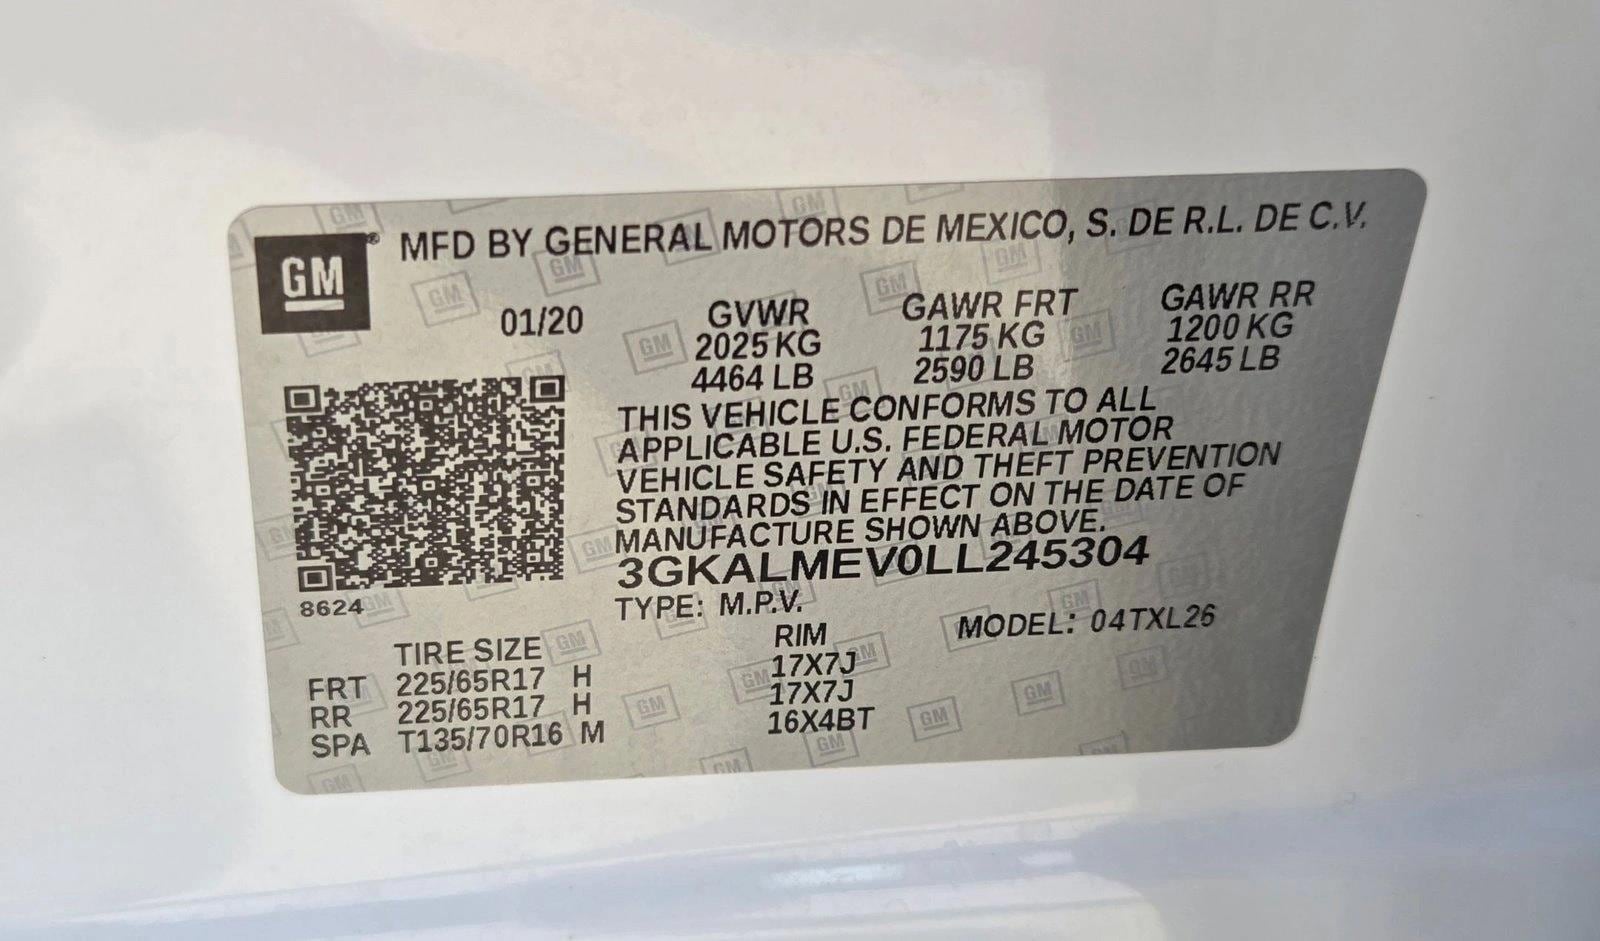 GM® MFD BY GENERAL MOTORS DE MEXICO, S. DE R.L. DE C.V.
01/20 GVWR GAWR FRT GAWR RR
2025 KG 1175 KG 1200 KG
4464 LB 2590 LB 2645 LB
THIS VEHICLE CONFORMS TO ALL
APPLICABLE U.S. FEDERAL MOTOR
VEHICLE SAFETY AND THEFT PREVENTION
STANDARDS IN EFFECT ON THE DATE OF
MANUFACTURE SHOWN ABOVE.
3GKALMEV0LL245304
8624 TYPE: M.P.V. MODEL: 04TXL26
TIRE SIZE RIM
FRT 225/65R17 H 17X7J
RR 225/65R17 H 17X7J
SPA T135/70R16 M 16X4BT